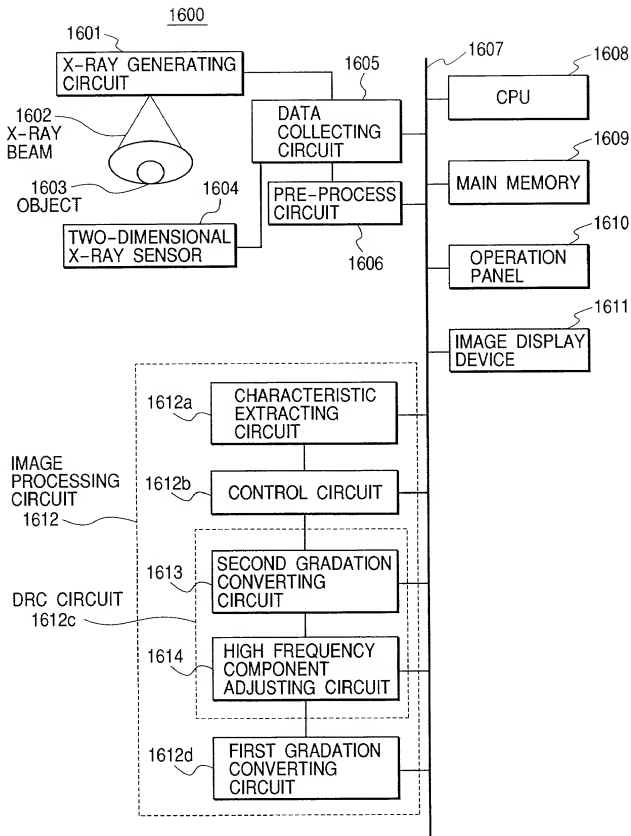 1600
1601
X-RAY GENERATING
CIRCUIT
1602
X-RAY
BEAM
1603
OBJECT
1604
TWO-DIMENSIONAL
X-RAY SENSOR
1605
DATA
COLLECTING
CIRCUIT
PRE-PROCESS
CIRCUIT
1606
1607
1608
CPU
1609
MAIN MEMORY
1610
OPERATION
PANEL
1611
IMAGE DISPLAY
DEVICE
IMAGE
PROCESSING
CIRCUIT
1612
1612a
CHARACTERISTIC
EXTRACTING
CIRCUIT
1612b
CONTROL CIRCUIT
DRC CIRCUIT
1612c
1613
SECOND GRADATION
CONVERTING
CIRCUIT
1614
HIGH FREQUENCY
COMPONENT
ADJUSTING CIRCUIT
1612d
FIRST GRADATION
CONVERTING
CIRCUIT